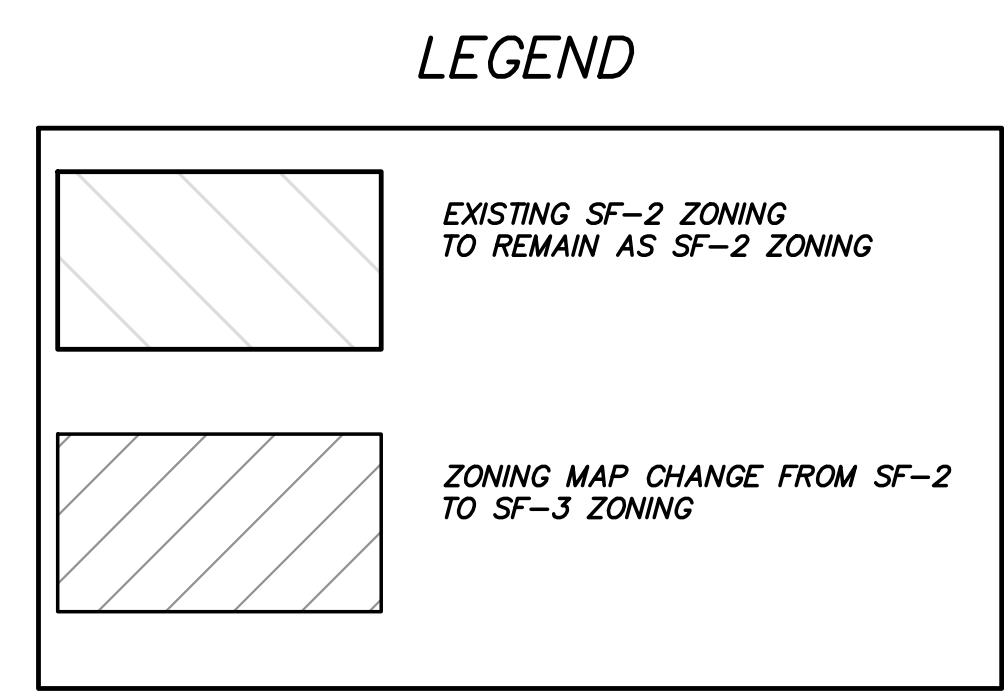 LEGEND
EXISTING SF-2 ZONING
TO REMAIN AS SF-2 ZONING
ZONING MAP CHANGE FROM SF-2
TO SF-3 ZONING